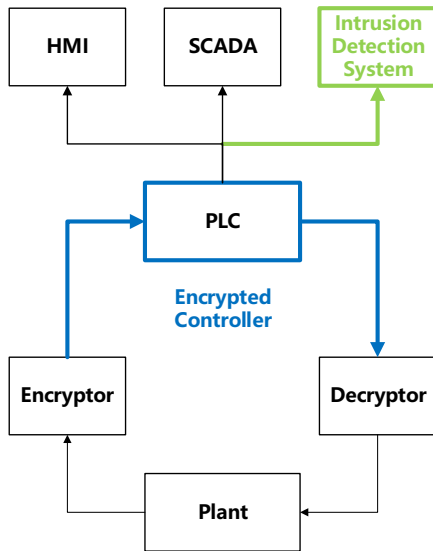 HMI
SCADA
Intrusion
Detection
System
PLC
Encrypted
Controller
Encryptor
Decryptor
Plant